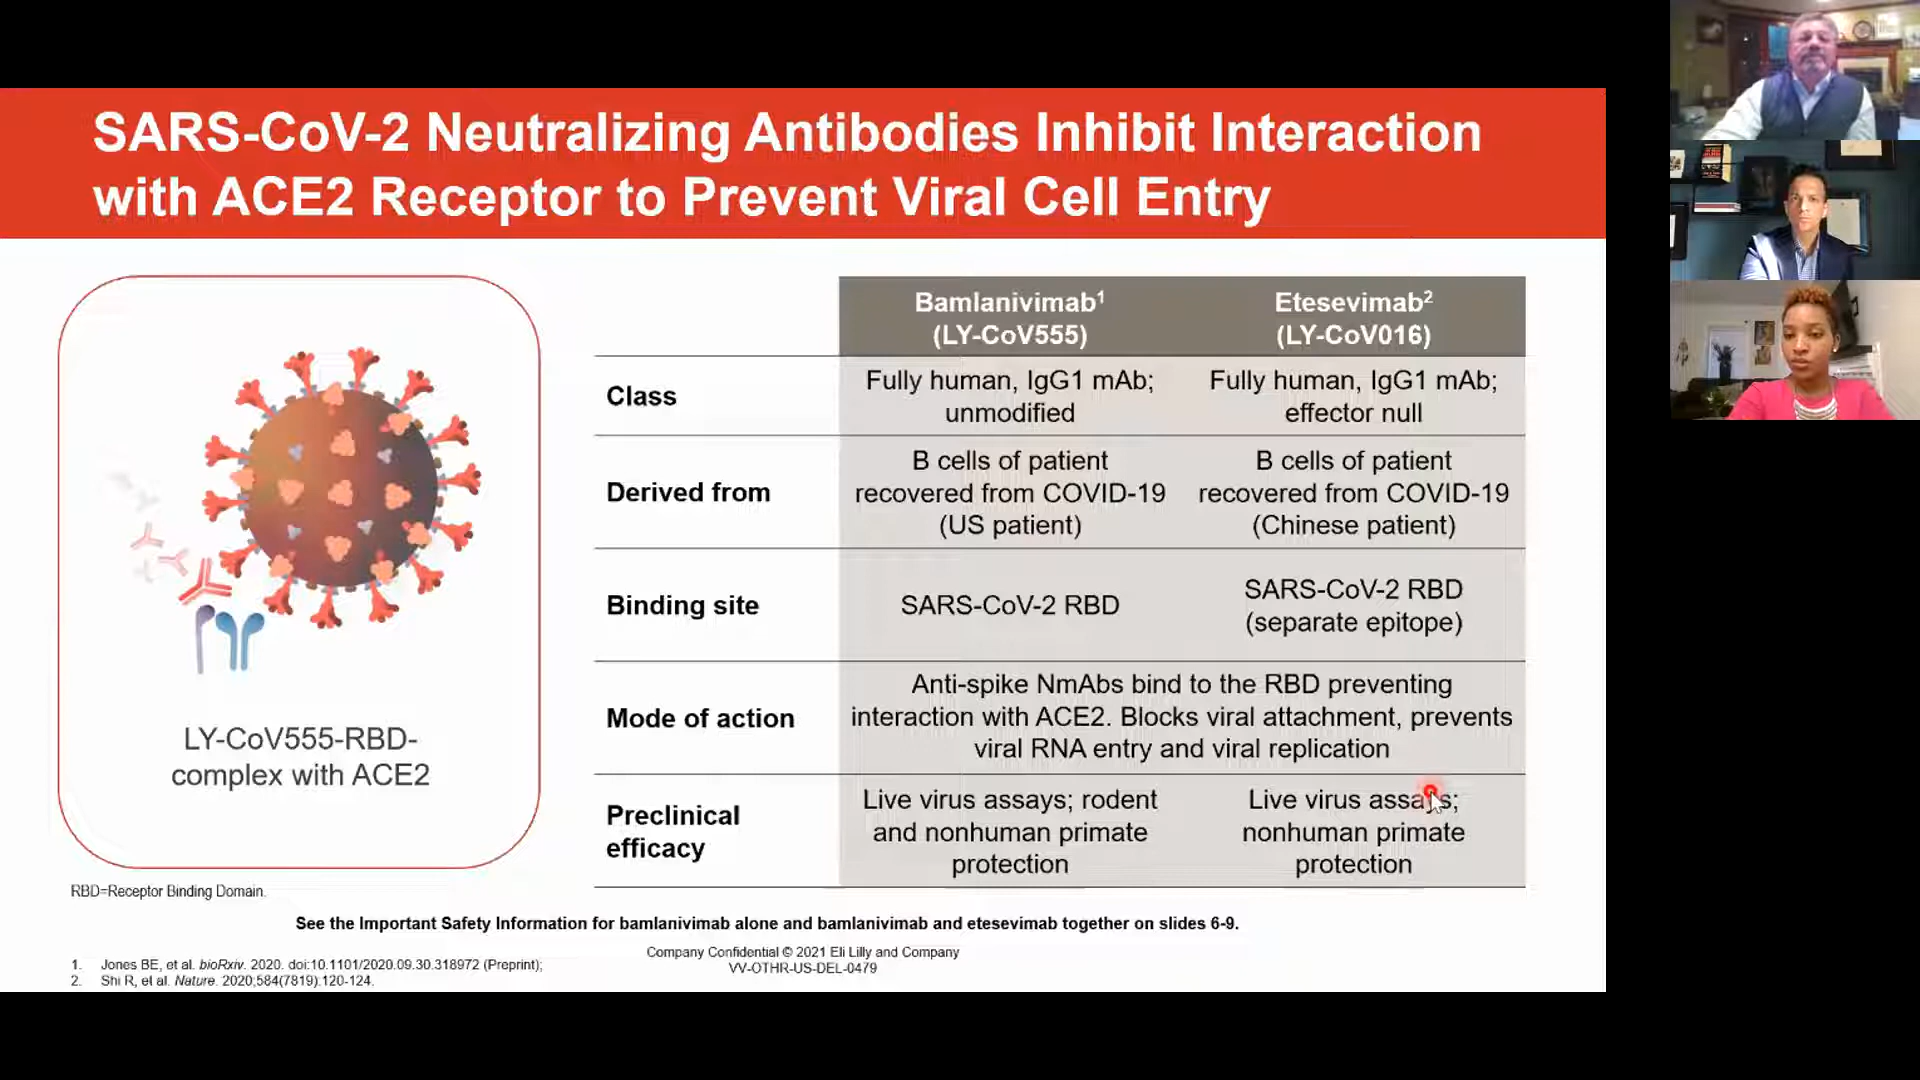 SARS-CoV-2 Neutralizing Antibodies Inhibit Interaction
with ACE2 Receptor to Prevent Viral Cell Entry
LY-CoV555-RBD-
complex with ACE2
Bamlanivimab¹
(LY-CoV555)
Etesevimab²
(LY-CoV016)
Class
Fully human, IgG1 mAb;
unmodified
Fully human, IgG1 mAb;
effector null
Derived from
B cells of patient
recovered from COVID-19
(US patient)
B cells of patient
recovered from COVID-19
(Chinese patient)
Binding site
SARS-CoV-2 RBD
SARS-CoV-2 RBD
(separate epitope)
Mode of action
Anti-spike NmAbs bind to the RBD preventing
interaction with ACE2. Blocks viral attachment, prevents
viral RNA entry and viral replication
Preclinical
efficacy
Live virus assays; rodent
and nonhuman primate
protection
Live virus assays;
nonhuman primate
protection
RBD=Receptor Binding Domain.
See the Important Safety Information for bamlanivimab alone and bamlanivimab and etesevimab together on slides 6-9.
Company Confidential © 2021 Eli Lilly and Company
VV-OTHR-US-DEL-0479
1. Jones BE, et al. bioRxiv. 2020. doi:10.1101/2020.09.30.318972 (Preprint);
2. Shi R, et al. Nature. 2020;584(7819):120-124.